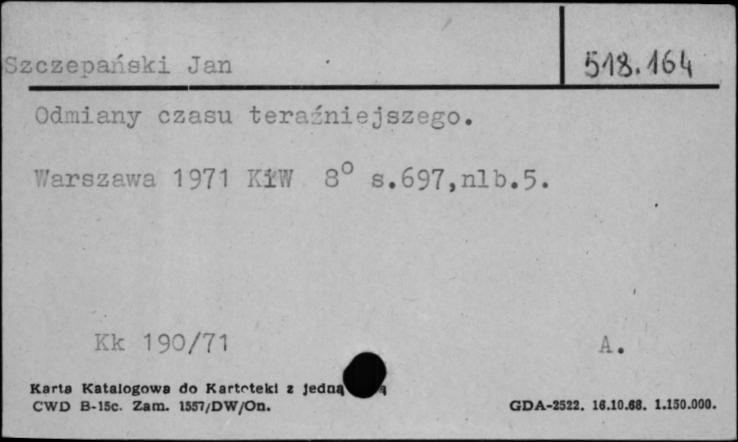 Szczepański Jan 518.164
Odmiany czasu teraźniejszego.
Warszawa 1971 KiW 8° s.697,nlb.5.
Kk 190/71 A.
Karta Katalogowa do Kartoteki z jedną
CWD B-15c. Zam. 1557/DW/On. GDA-2522. 16.10.68. 1.150.000.